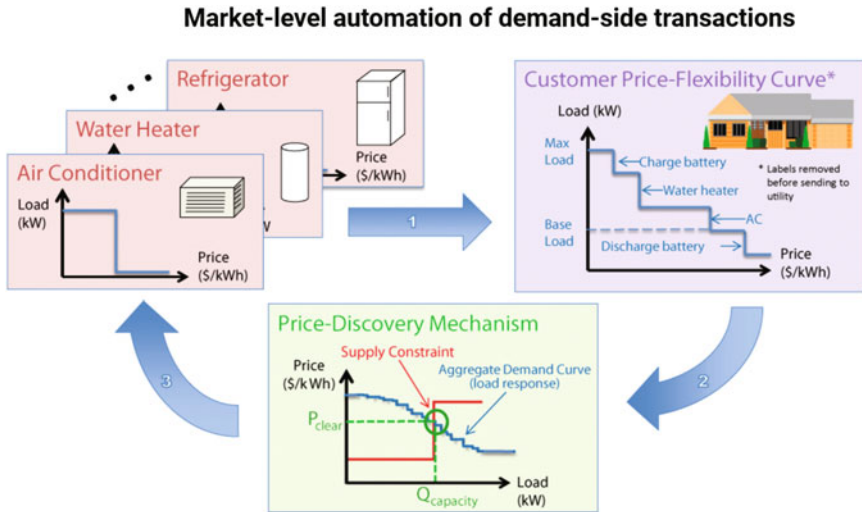 Market-level automation of demand-side transactions
Refrigerator
Price
($/kWh)
Water Heater
Air Conditioner
Load
(kW)
Price
($/kWh)
1
Customer Price-Flexibility Curve*
Load (kW)
Max
Load
Charge battery
Water heater
* Labels removed
before sending to
utility
AC
Base
Load
Discharge battery
Price
($/kWh)
2
Price-Discovery Mechanism
Price
($/kWh)
Supply Constraint
Aggregate Demand Curve
(load response)
Pclear
Qcapacity
Load
(kW)
3